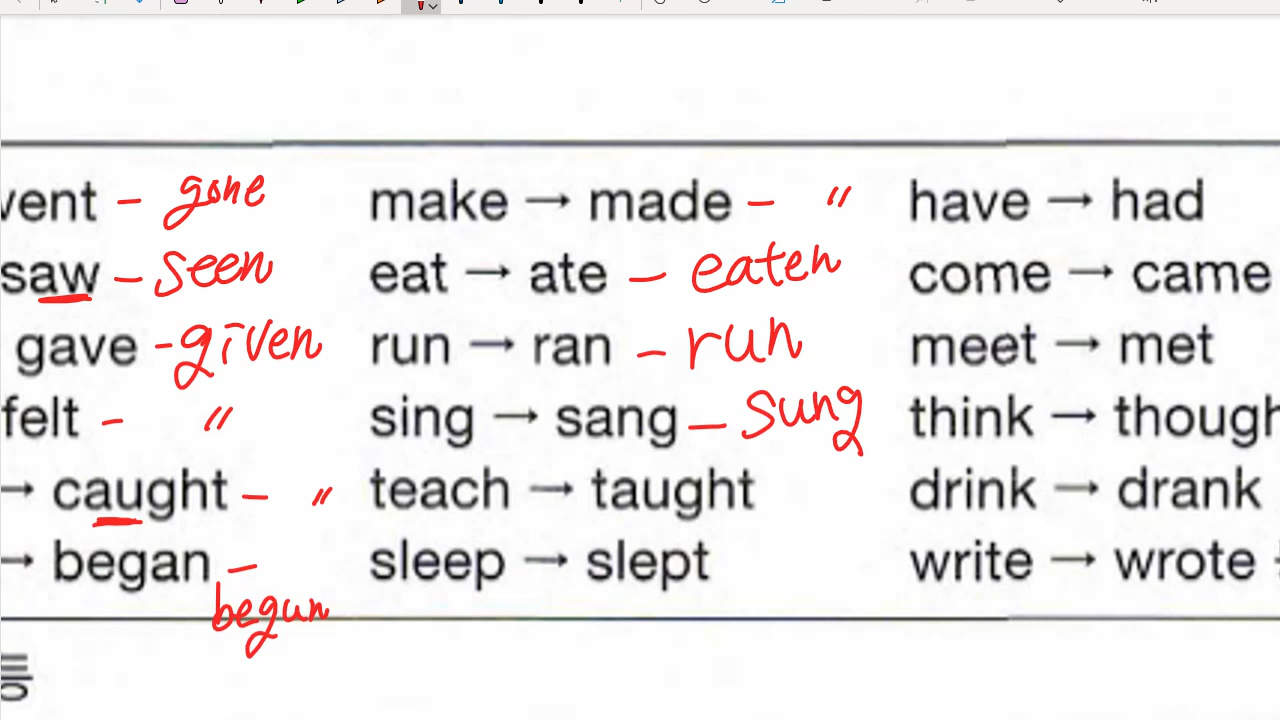 went - gone
saw - seen
gave - given
felt - "
→ caught - "
→ began -
begun
make → made - "
eat → ate - eaten
run → ran - run
sing → sang - sung
teach → taught
sleep → slept
have → had
come → came
meet → met
think → though
drink → drank
write → wrote